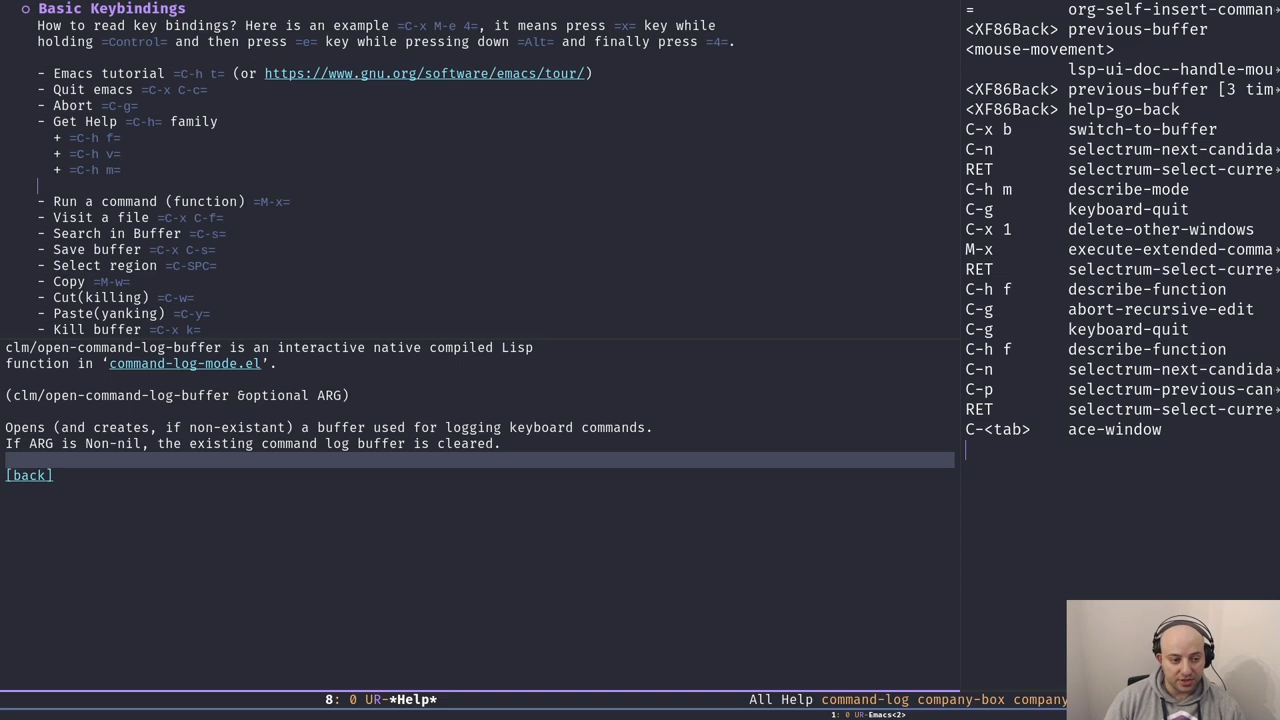 ○ Basic Keybindings
How to read key bindings? Here is an example =C-x M-e 4=, it means press =x= key while
holding =Control= and then press =e= key while pressing down =Alt= and finally press =4=.
- Emacs tutorial =C-h t= (or https://www.gnu.org/software/emacs/tour/)
- Quit emacs =C-x C-c=
- Abort =C-g=
- Get Help =C-h= family
+ =C-h f=
+ =C-h v=
+ =C-h m=
- Run a command (function) =M-x=
- Visit a file =C-x C-f=
- Search in Buffer =C-s=
- Save buffer =C-x C-s=
- Select region =C-SPC=
- Copy =M-w=
- Cut(killing) =C-w=
- Paste(yanking) =C-y=
- Kill buffer =C-x k=
clm/open-command-log-buffer is an interactive native compiled Lisp
function in ‘command-log-mode.el’.
(clm/open-command-log-buffer &optional ARG)
Opens (and creates, if non-existant) a buffer used for logging keyboard commands.
If ARG is Non-nil, the existing command log buffer is cleared.
[back]
8: 0 UR-*Help* All Help command-log company-box company
= org-self-insert-comman
<XF86Back> previous-buffer
<mouse-movement>
lsp-ui-doc--handle-mou
<XF86Back> previous-buffer [3 tim
<XF86Back> help-go-back
C-x b switch-to-buffer
C-n selectrum-next-candida
RET selectrum-select-curre
C-h m describe-mode
C-g keyboard-quit
C-x 1 delete-other-windows
M-x execute-extended-comma
RET selectrum-select-curre
C-h f describe-function
C-g abort-recursive-edit
C-g keyboard-quit
C-h f describe-function
C-n selectrum-next-candida
C-p selectrum-previous-can
RET selectrum-select-curre
C-<tab> ace-window
1: 0 UR-Emacs<2>